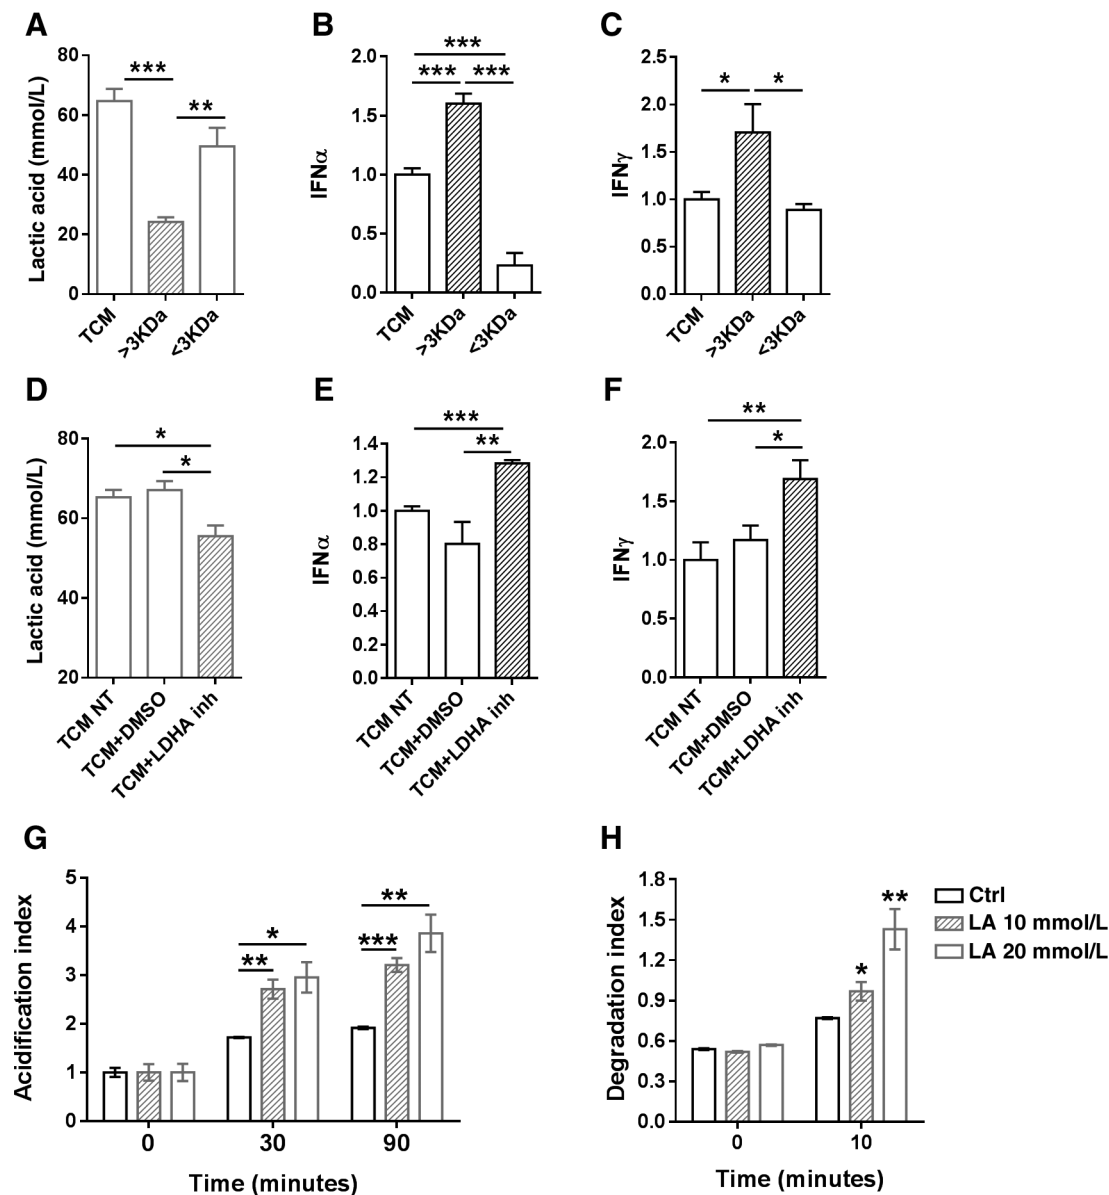 A
Lactic acid (mmol/L)
80
60
40
20
0
***
**
TCM
>3KDa
<3KDa
B
IFNα
2.0
1.5
1.0
0.5
0.0
***
*** ***
TCM
>3KDa
<3KDa
C
IFNγ
2.5
2.0
1.5
1.0
0.5
0.0
* *
TCM
>3KDa
<3KDa
D
Lactic acid (mmol/L)
80
60
40
20
*
*
TCM NT
TCM+DMSO
TCM+LDHA inh
E
IFNα
1.4
1.2
1.0
0.8
0.6
0.4
0.2
0.0
***
**
TCM NT
TCM+DMSO
TCM+LDHA inh
F
IFNγ
2.0
1.5
1.0
0.5
0.0
**
*
TCM NT
TCM+DMSO
TCM+LDHA inh
G
Acidification index
5
4
3
2
1
0
*
**
**
***
0 30 90
Time (minutes)
H
Degradation index
1.8
1.5
1.2
0.9
0.6
0.3
0.0
*
**
0 10
Time (minutes)
Ctrl
LA 10 mmol/L
LA 20 mmol/L